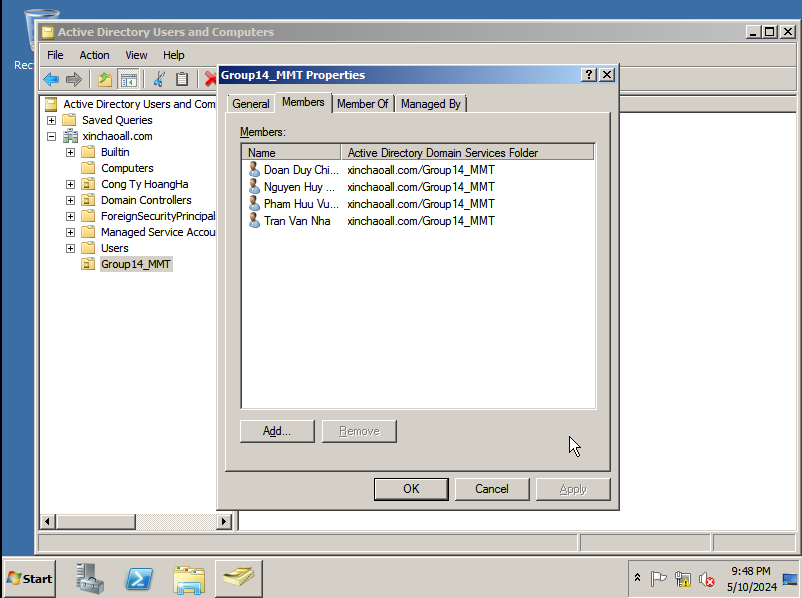 Active Directory Users and Computers
File Action View Help
Group14_MMT Properties
General Members Member Of Managed By
Members:
Name Active Directory Domain Services Folder
Doan Duy Chi... xinchaoall.com/Group14_MMT
Nguyen Huy ... xinchaoall.com/Group14_MMT
Pham Huu Vu... xinchaoall.com/Group14_MMT
Tran Van Nha xinchaoall.com/Group14_MMT
Add... Remove
OK Cancel Apply
Active Directory Users and Com
Saved Queries
xinchaoall.com
Builtin
Computers
Cong Ty HoangHa
Domain Controllers
ForeignSecurityPrincipal
Managed Service Accou
Users
Group14_MMT
Rec
Start
9:48 PM
5/10/2024